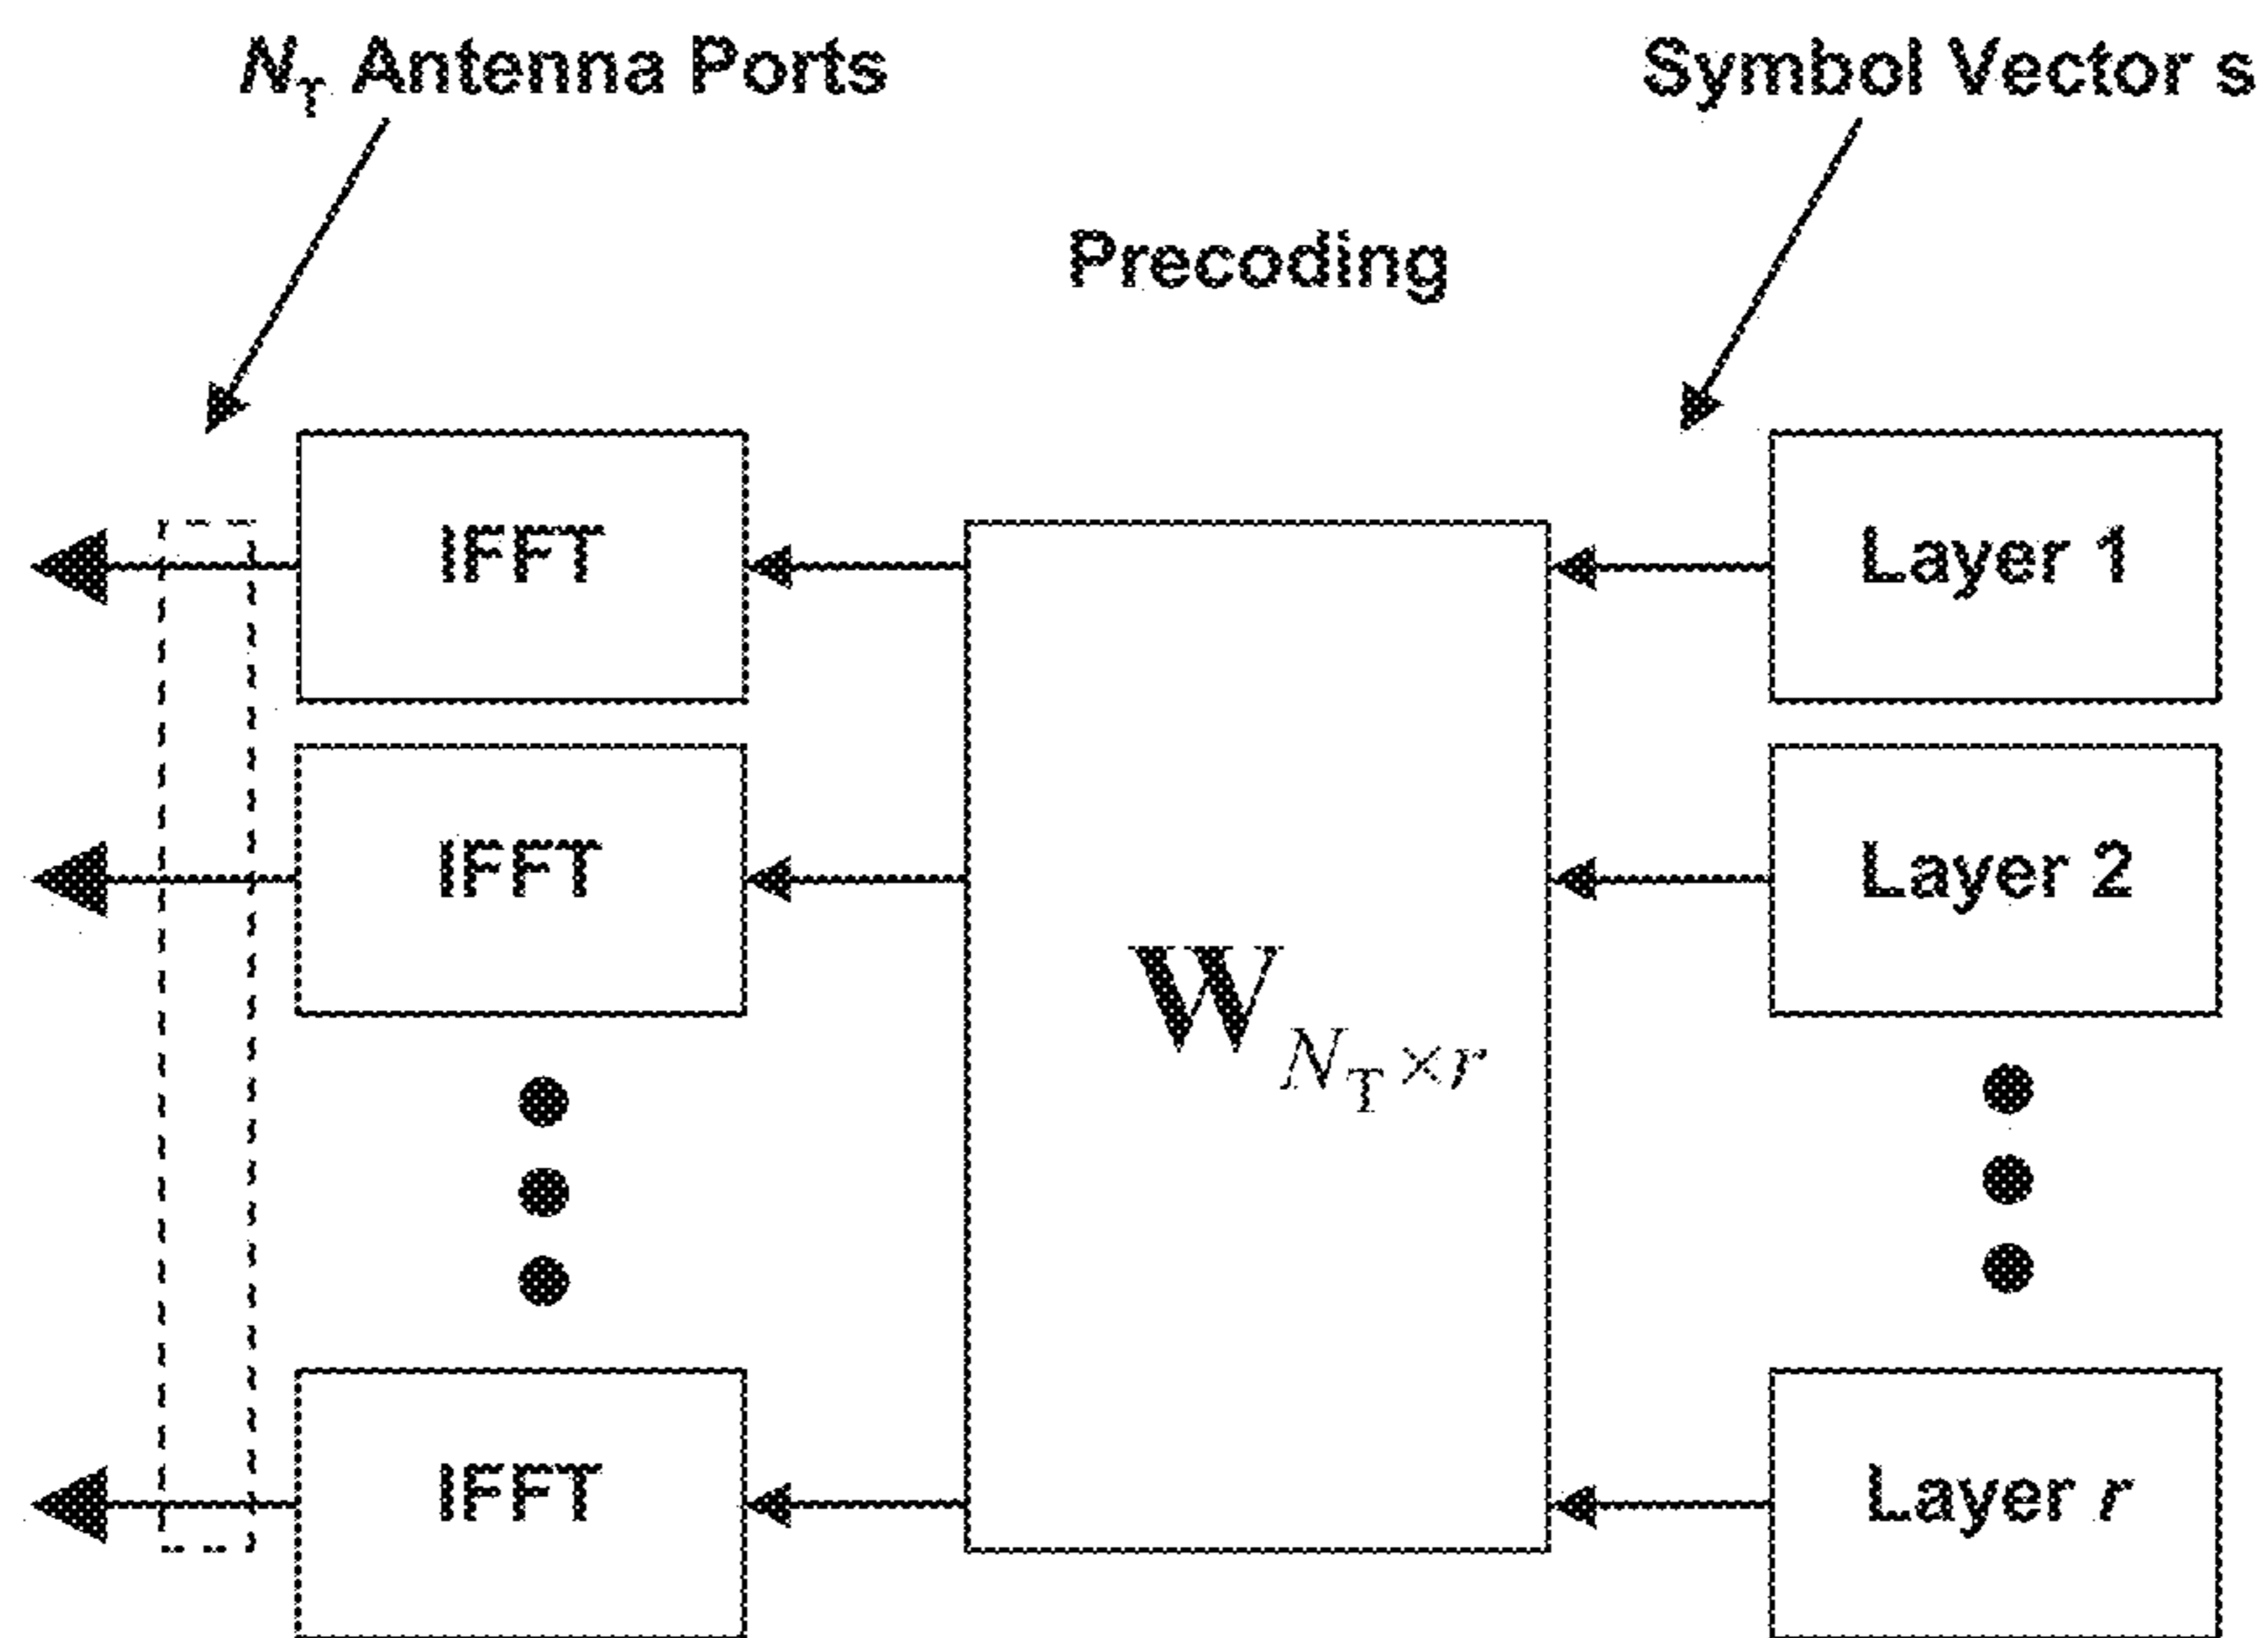 N_T Antenna Ports
Symbol Vector s
Precoding
IFFT
Layer 1
IFFT
Layer 2
W_{N_T×r}
IFFT
Layer r